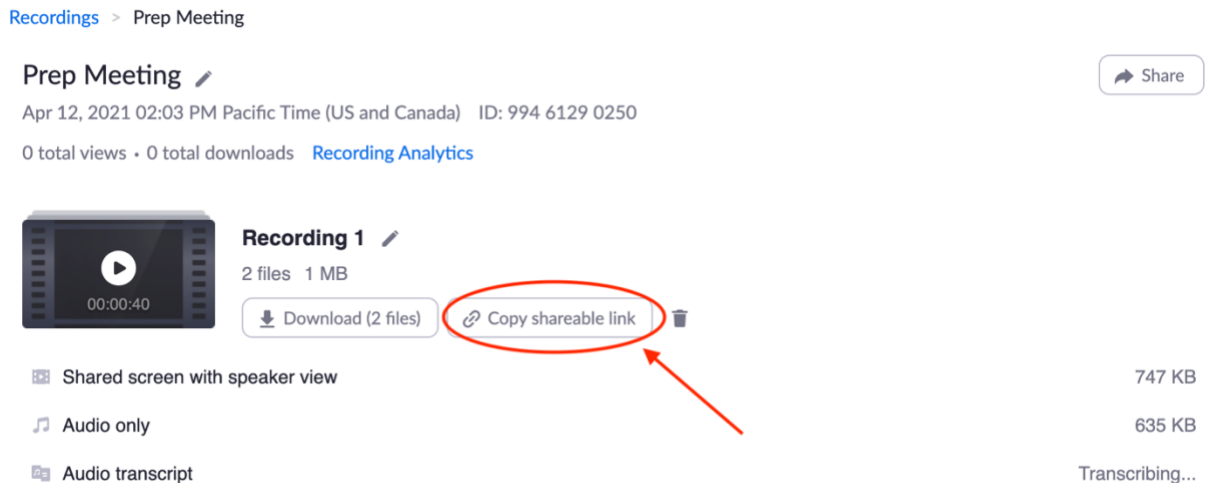 Recordings > Prep Meeting
Prep Meeting
Share
Apr 12, 2021 02:03 PM Pacific Time (US and Canada) ID: 994 6129 0250
0 total views • 0 total downloads Recording Analytics
Recording 1
2 files 1 MB
00:00:40
Download (2 files) Copy shareable link
Shared screen with speaker view 747 KB
Audio only 635 KB
Audio transcript Transcribing...